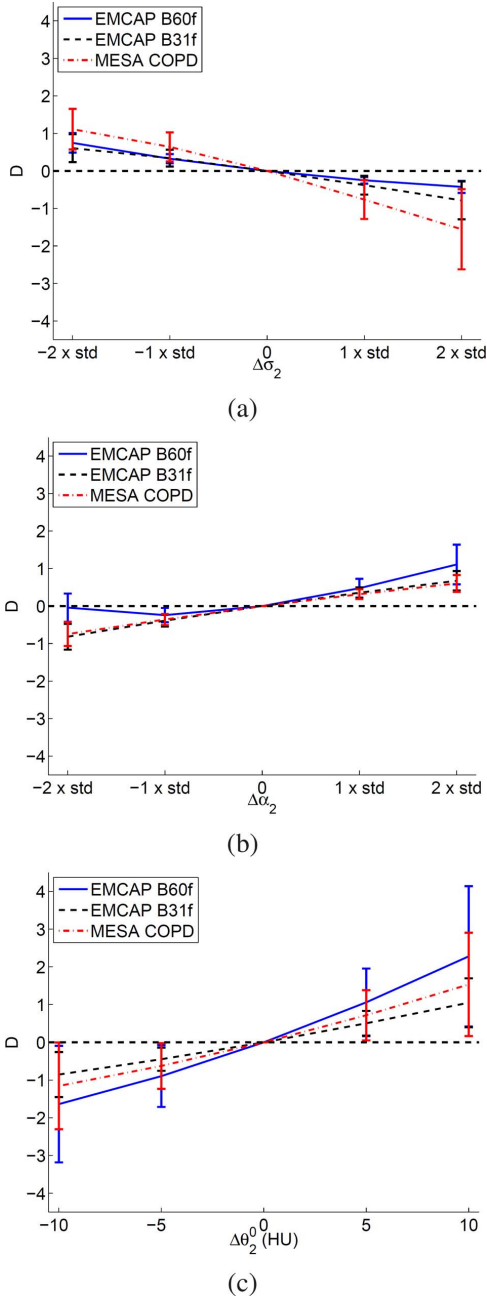 EMCAP B60f
EMCAP B31f
MESA COPD
4
3
2
1
0
−1
−2
−3
−4
D
−2 x std −1 x std 0 1 x std 2 x std
Δσ₂
(a)
EMCAP B60f
EMCAP B31f
MESA COPD
4
3
2
1
0
−1
−2
−3
−4
D
−2 x std −1 x std 0 1 x std 2 x std
Δα₂
(b)
EMCAP B60f
EMCAP B31f
MESA COPD
4
3
2
1
0
−1
−2
−3
−4
D
−10 −5 0 5 10
Δθ₂⁰ (HU)
(c)